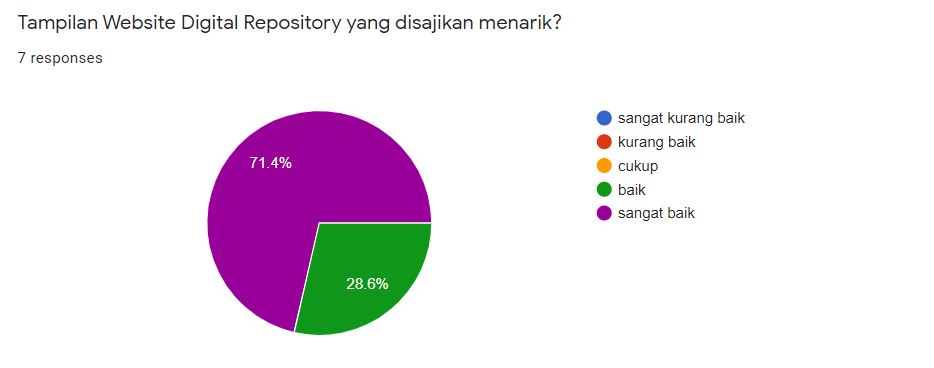 Tampilan Website Digital Repository yang disajikan menarik?
7 responses
71.4%
28.6%
sangat kurang baik
kurang baik
cukup
baik
sangat baik